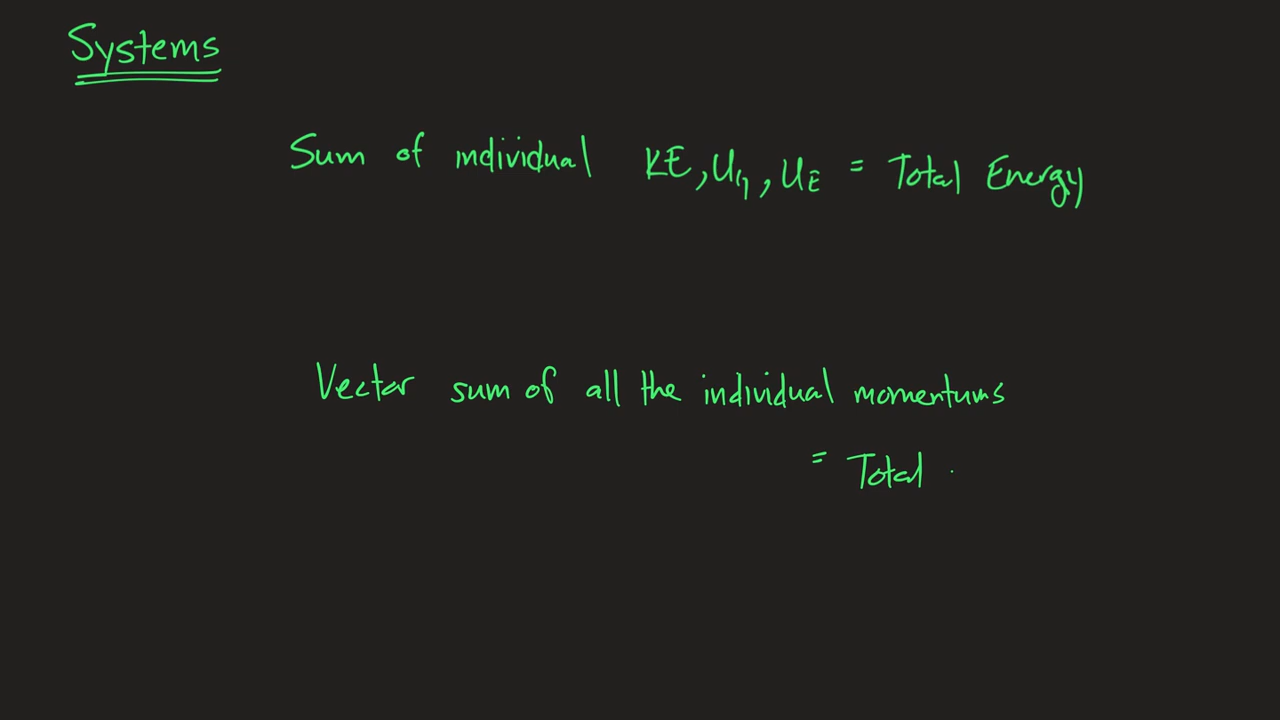 Systems
Sum of individual KE, UG, UE = Total Energy
Vector sum of all the individual momentums
= Total